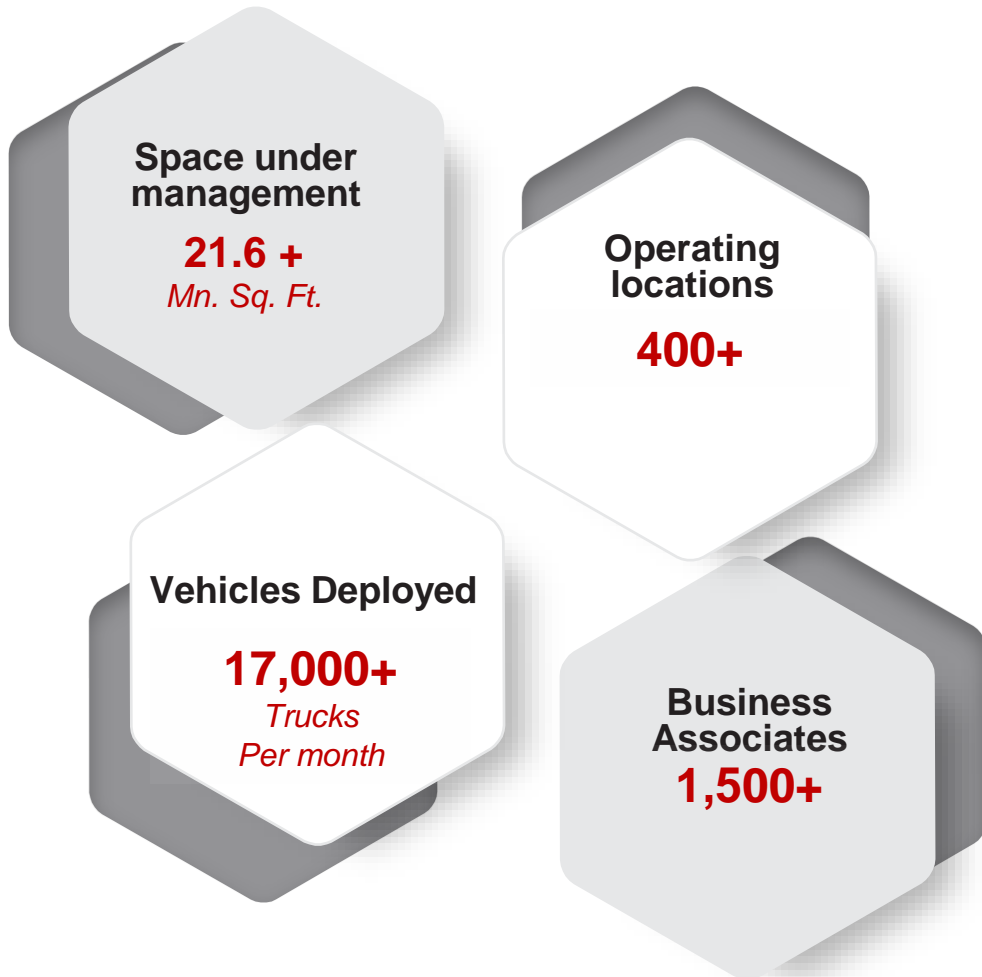 Space under
management
21.6 +
Mn. Sq. Ft.
Operating
locations
400+
Vehicles Deployed
17,000+
Trucks
Per month
Business
Associates
1,500+